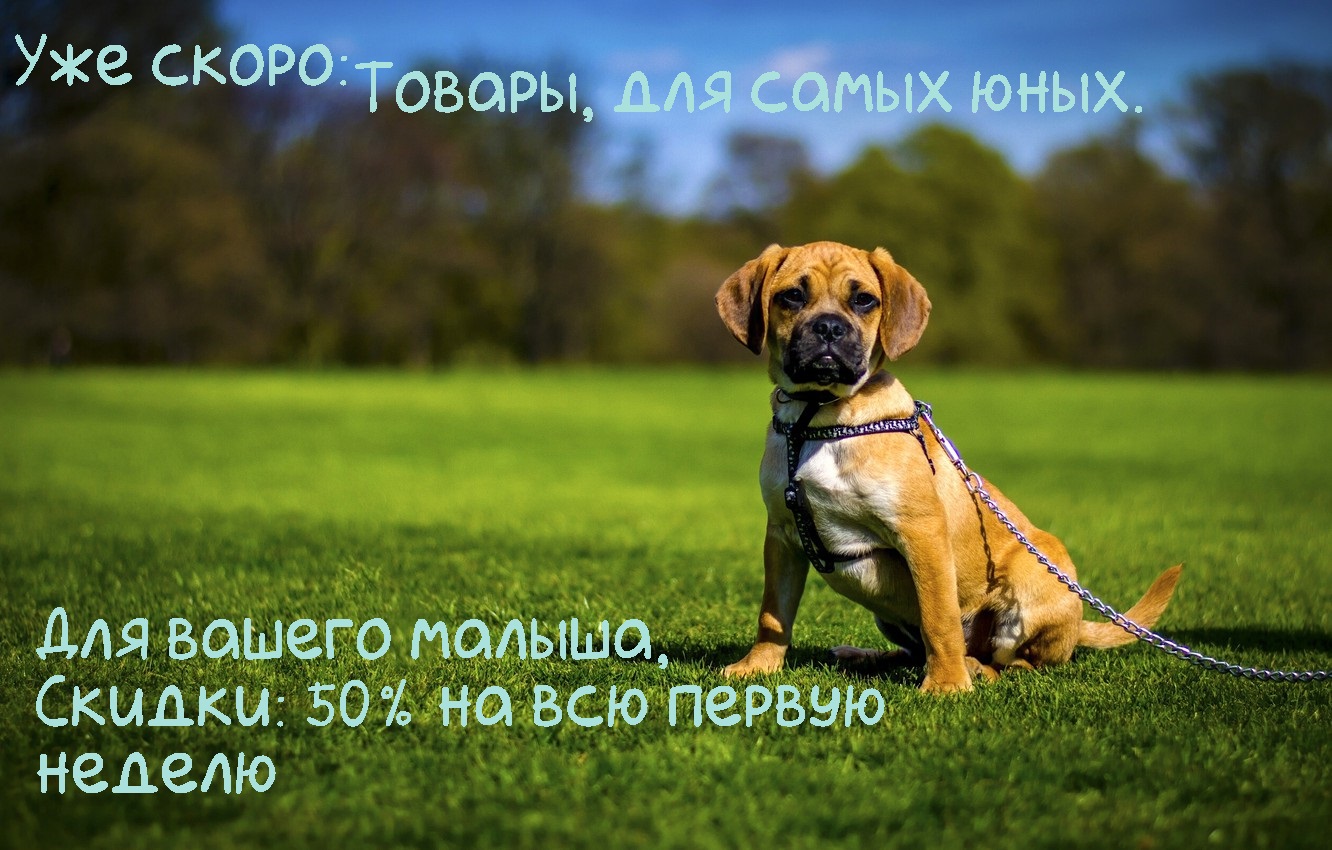 Уже скоро:
Товары, для самых юных.
Для вашего малыша,
Скидки: 50% на всю первую
неделю